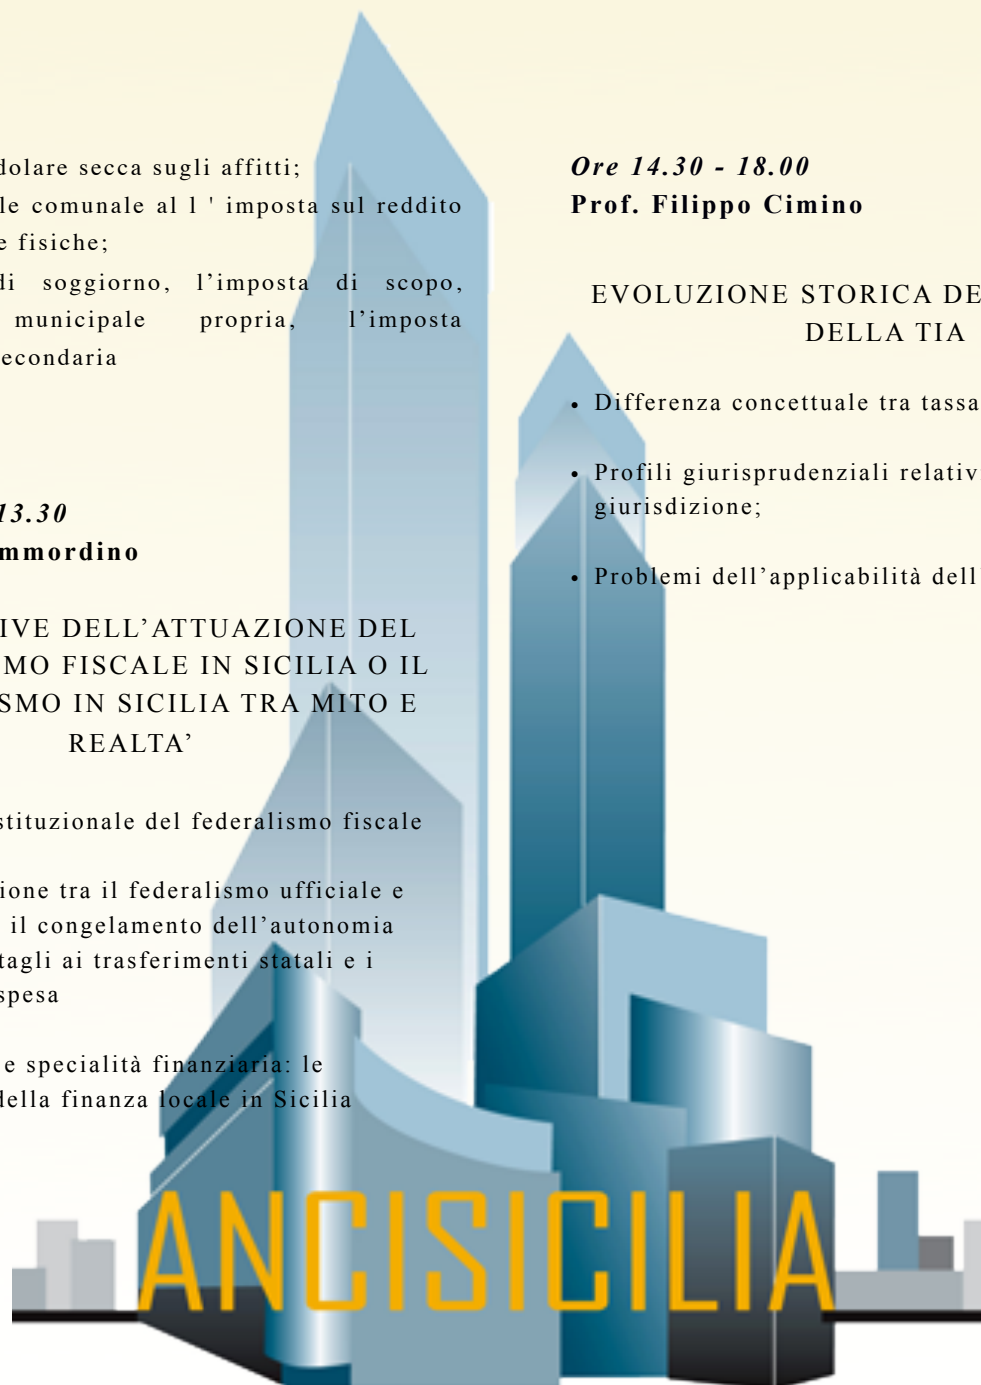 dolare secca sugli affitti;
le comunale al l ' imposta sul reddito
e fisiche;
di soggiorno, l’imposta di scopo,
municipale propria, l’imposta
secondaria
13.30
mmordino
IVE DELL’ATTUAZIONE DEL
MO FISCALE IN SICILIA O IL
SMO IN SICILIA TRA MITO E
REALTA’
stituzionale del federalismo fiscale
ione tra il federalismo ufficiale e
il congelamento dell’autonomia
tagli ai trasferimenti statali e i
spesa
e specialità finanziaria: le
della finanza locale in Sicilia
Ore 14.30 - 18.00
Prof. Filippo Cimino
EVOLUZIONE STORICA DE
DELLA TIA
• Differenza concettuale tra tassa
• Profili giurisprudenziali relativ
giurisdizione;
• Problemi dell’applicabilità dell
ANCISICILIA